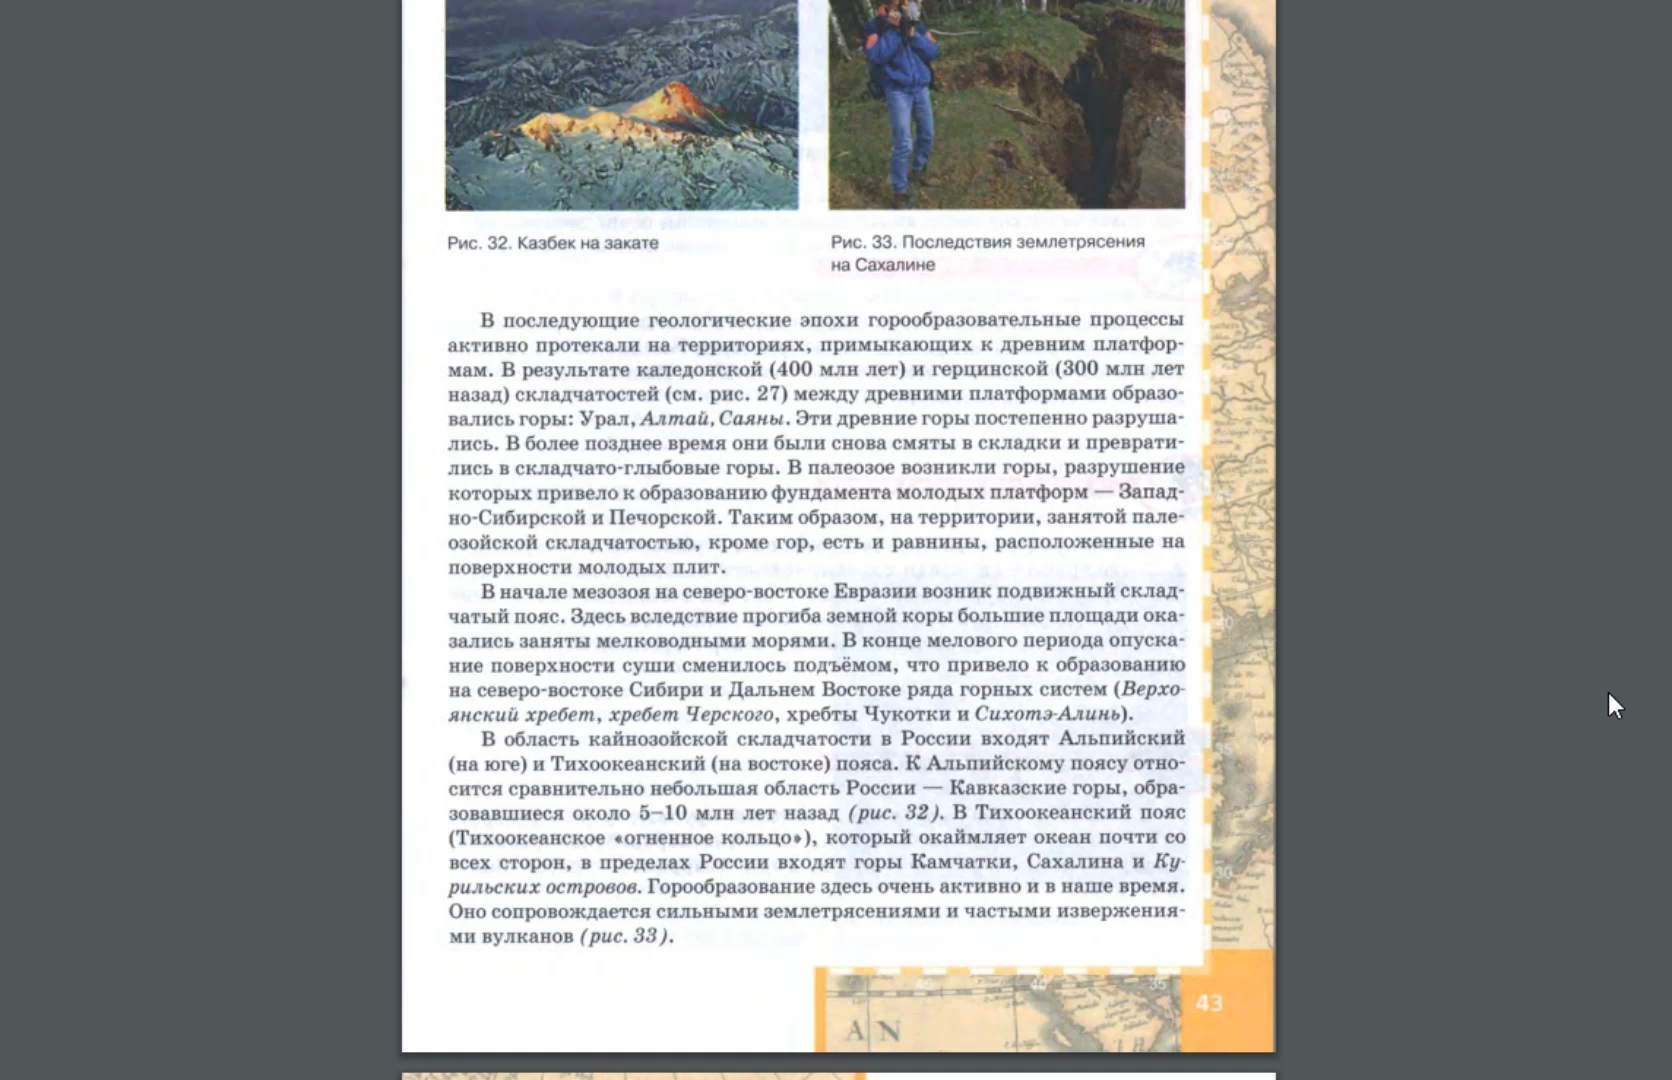 Рис. 32. Казбек на закате
Рис. 33. Последствия землетрясения
на Сахалине
В последующие геологические эпохи горообразовательные процессы
активно протекали на территориях, примыкающих к древним платфор-
мам. В результате каледонской (400 млн лет) и герцинской (300 млн лет
назад) складчатостей (см. рис. 27) между древними платформами образо-
вались горы: Урал, Алтай, Саяны. Эти древние горы постепенно разруша-
лись. В более позднее время они были снова смяты в складки и преврати-
лись в складчато-глыбовые горы. В палеозое возникли горы, разрушение
которых привело к образованию фундамента молодых платформ — Запад-
но-Сибирской и Печорской. Таким образом, на территории, занятой пале-
озойской складчатостью, кроме гор, есть и равнины, расположенные на
поверхности молодых плит.
В начале мезозоя на северо-востоке Евразии возник подвижный склад-
чатый пояс. Здесь вследствие прогиба земной коры большие площади ока-
зались заняты мелководными морями. В конце мелового периода опуска-
ние поверхности суши сменилось подъёмом, что привело к образованию
на северо-востоке Сибири и Дальнем Востоке ряда горных систем (Верхо-
янский хребет, хребет Черского, хребты Чукотки и Сихотэ-Алинь).
В область кайнозойской складчатости в России входят Альпийский
(на юге) и Тихоокеанский (на востоке) пояса. К Альпийскому поясу отно-
сится сравнительно небольшая область России — Кавказские горы, обра-
зовавшиеся около 5–10 млн лет назад (рис. 32). В Тихоокеанский пояс
(Тихоокеанское «огненное кольцо»), который окаймляет океан почти со
всех сторон, в пределах России входят горы Камчатки, Сахалина и Ку-
рильских островов. Горообразование здесь очень активно и в наше время.
Оно сопровождается сильными землетрясениями и частыми извержения-
ми вулканов (рис. 33).
40 35
A N
43